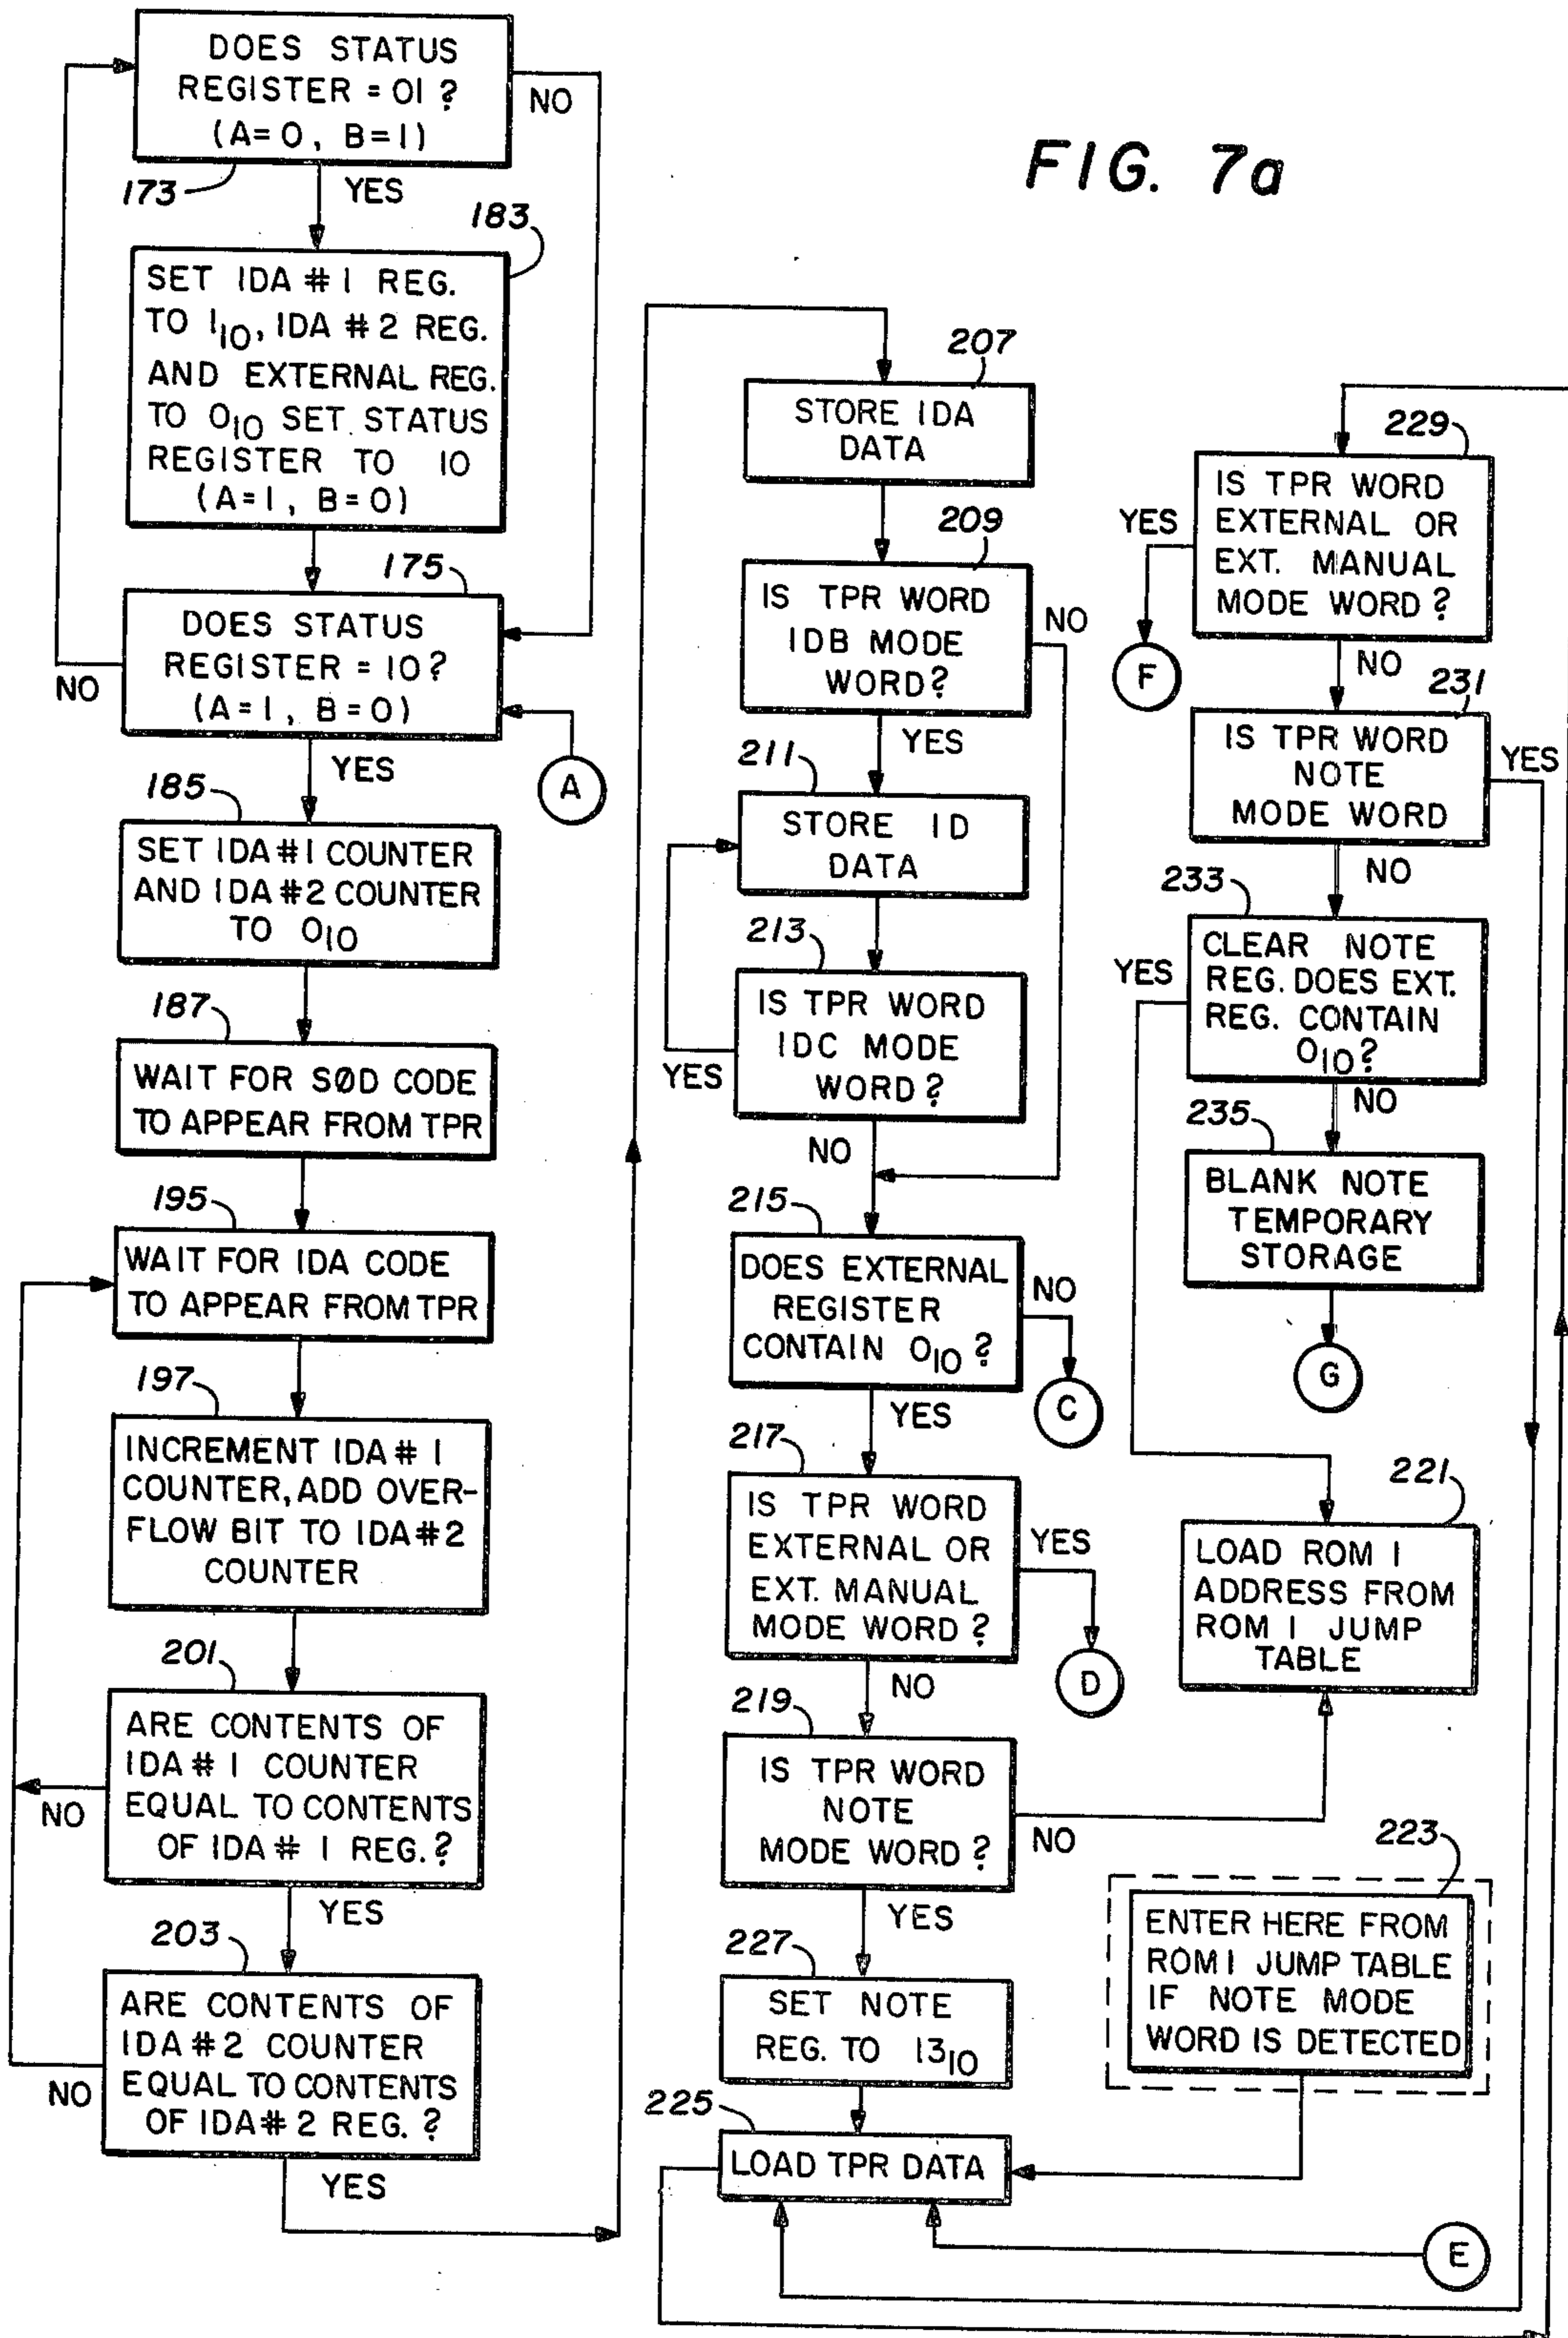 FIG. 7a
DOES STATUS
REGISTER = 01 ?
(A=0, B=1)
NO
173
YES
183
SET IDA # 1 REG.
TO 1₁₀, IDA # 2 REG.
AND EXTERNAL REG.
TO 0₁₀ SET STATUS
REGISTER TO 10
(A=1, B=0)
175
DOES STATUS
REGISTER = 10?
(A=1, B=0)
NO
YES
A
185
SET IDA #1 COUNTER
AND IDA #2 COUNTER
TO 0₁₀
187
WAIT FOR SØD CODE
TO APPEAR FROM TPR
195
WAIT FOR IDA CODE
TO APPEAR FROM TPR
197
INCREMENT IDA # 1
COUNTER, ADD OVER-
FLOW BIT TO IDA #2
COUNTER
201
ARE CONTENTS OF
IDA # 1 COUNTER
EQUAL TO CONTENTS
OF IDA # 1 REG.?
NO
YES
203
ARE CONTENTS OF
IDA #2 COUNTER
EQUAL TO CONTENTS
OF IDA # 2 REG. ?
NO
YES
207
STORE IDA
DATA
209
IS TPR WORD
IDB MODE
WORD?
NO
YES
211
STORE ID
DATA
213
IS TPR WORD
IDC MODE
WORD?
YES
NO
215
DOES EXTERNAL
REGISTER
CONTAIN 0₁₀ ?
NO
C
YES
217
IS TPR WORD
EXTERNAL OR
EXT. MANUAL
MODE WORD ?
YES
D
NO
219
IS TPR WORD
NOTE
MODE WORD ?
NO
YES
227
SET NOTE
REG. TO 13₁₀
225
LOAD TPR DATA
229
IS TPR WORD
EXTERNAL OR
EXT. MANUAL
MODE WORD ?
YES
F
NO
231
IS TPR WORD
NOTE
MODE WORD
YES
NO
233
CLEAR NOTE
REG. DOES EXT.
REG. CONTAIN
0₁₀?
YES
NO
235
BLANK NOTE
TEMPORARY
STORAGE
G
221
LOAD ROM 1
ADDRESS FROM
ROM 1 JUMP
TABLE
223
ENTER HERE FROM
ROM 1 JUMP TABLE
IF NOTE MODE
WORD IS DETECTED
E